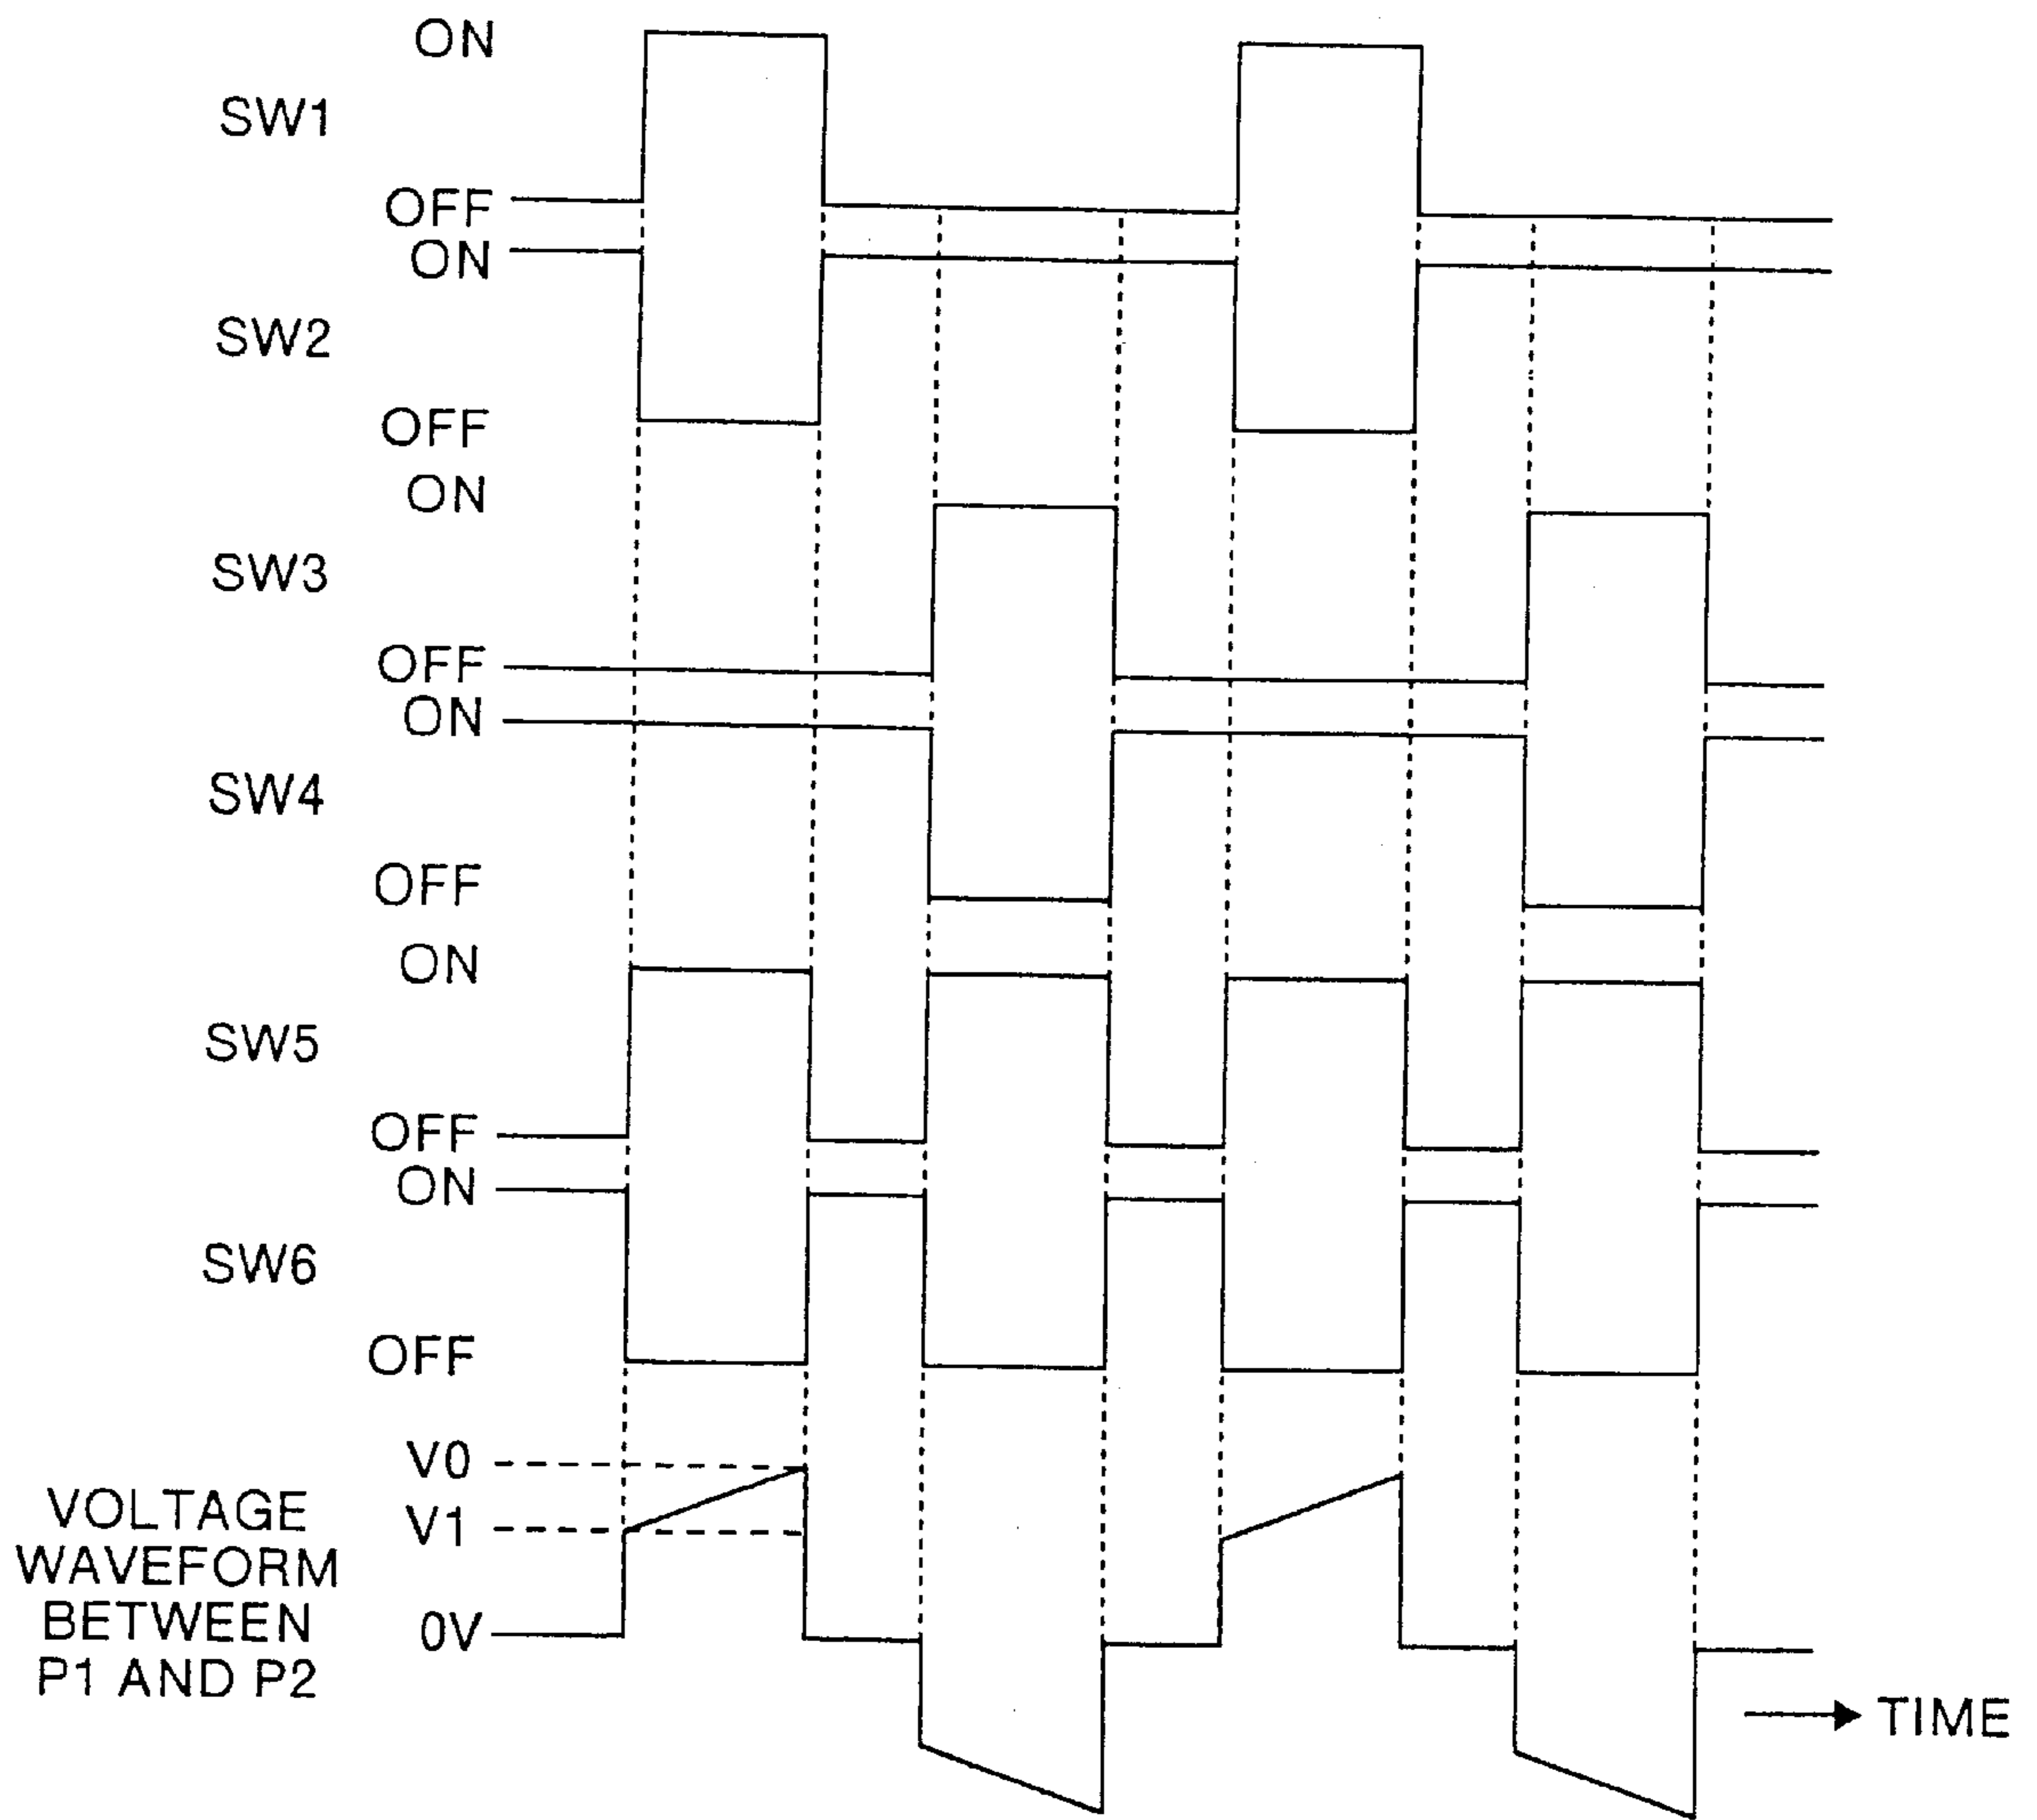 ON
SW1
OFF
ON
SW2
OFF
ON
SW3
OFF
ON
SW4
OFF
ON
SW5
OFF
ON
SW6
OFF
V0
V1
0V
VOLTAGE
WAVEFORM
BETWEEN
P1 AND P2
TIME